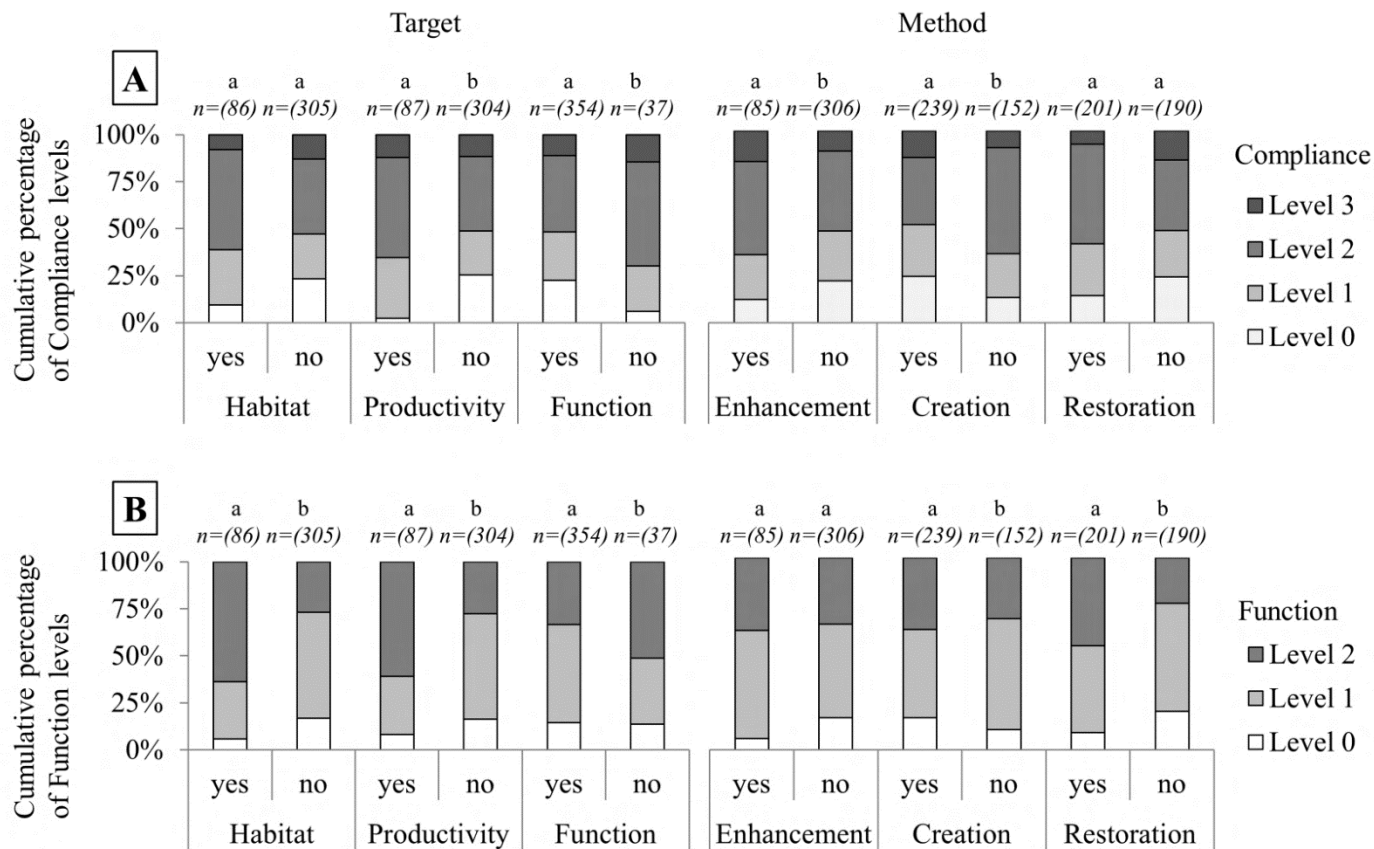 Target Method
A
a a a b a b a b a b a a
n=(86) n=(305) n=(87) n=(304) n=(354) n=(37) n=(85) n=(306) n=(239) n=(152) n=(201) n=(190)
Cumulative percentage
of Compliance levels
100%
75%
50%
25%
0%
yes no yes no yes no yes no yes no yes no
Habitat Productivity Function Enhancement Creation Restoration
Compliance
Level 3
Level 2
Level 1
Level 0
B
a b a b a b a a a b a b
n=(86) n=(305) n=(87) n=(304) n=(354) n=(37) n=(85) n=(306) n=(239) n=(152) n=(201) n=(190)
Cumulative percentage
of Function levels
100%
75%
50%
25%
0%
yes no yes no yes no yes no yes no yes no
Habitat Productivity Function Enhancement Creation Restoration
Function
Level 2
Level 1
Level 0